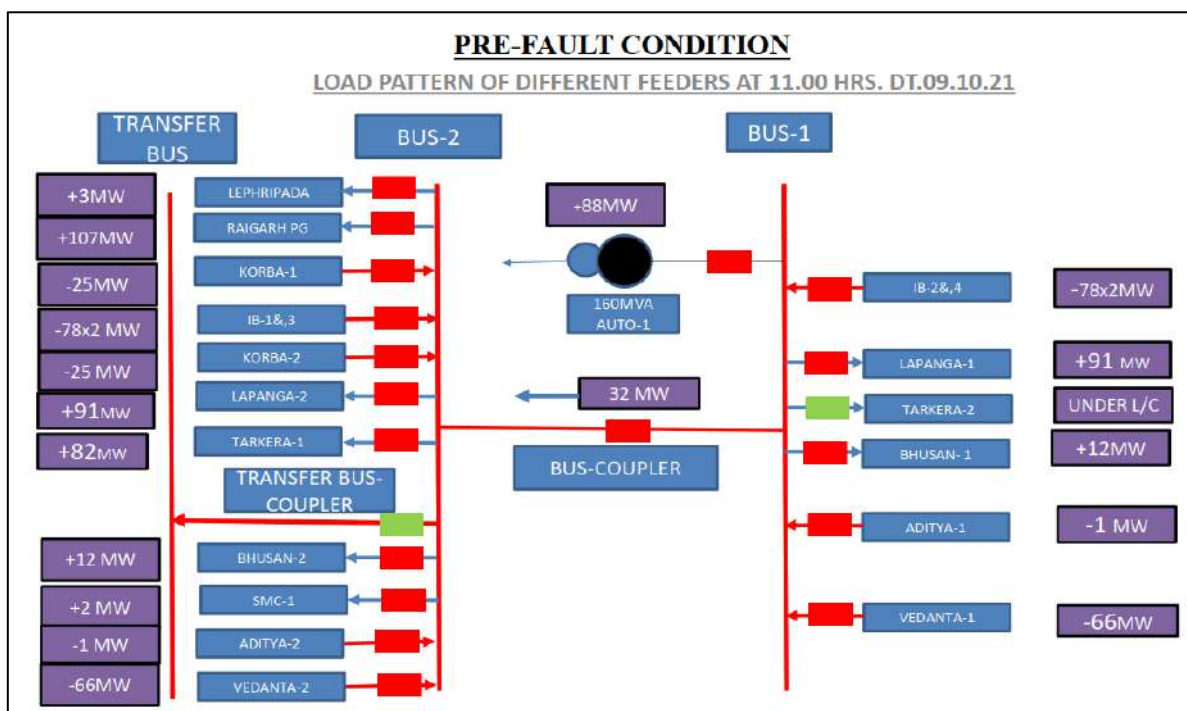 PRE-FAULT CONDITION
LOAD PATTERN OF DIFFERENT FEEDERS AT 11.00 HRS. DT.09.10.21
TRANSFER
BUS
BUS-2
BUS-1
+3MW
LEPHRIPADA
+107MW
RAIGARH PG
-25MW
KORBA-1
-78x2 MW
IB-1&,3
-25 MW
KORBA-2
+91MW
LAPANGA-2
+82MW
TARKERA-1
TRANSFER BUS-
COUPLER
+12 MW
BHUSAN-2
+2 MW
SMC-1
-1 MW
ADITYA-2
-66MW
VEDANTA-2
+88MW
160MVA
AUTO-1
32 MW
BUS-COUPLER
IB-2&,4
-78x2MW
LAPANGA-1
+91 MW
TARKERA-2
UNDER L/C
BHUSAN- 1
+12MW
ADITYA-1
-1 MW
VEDANTA-1
-66MW